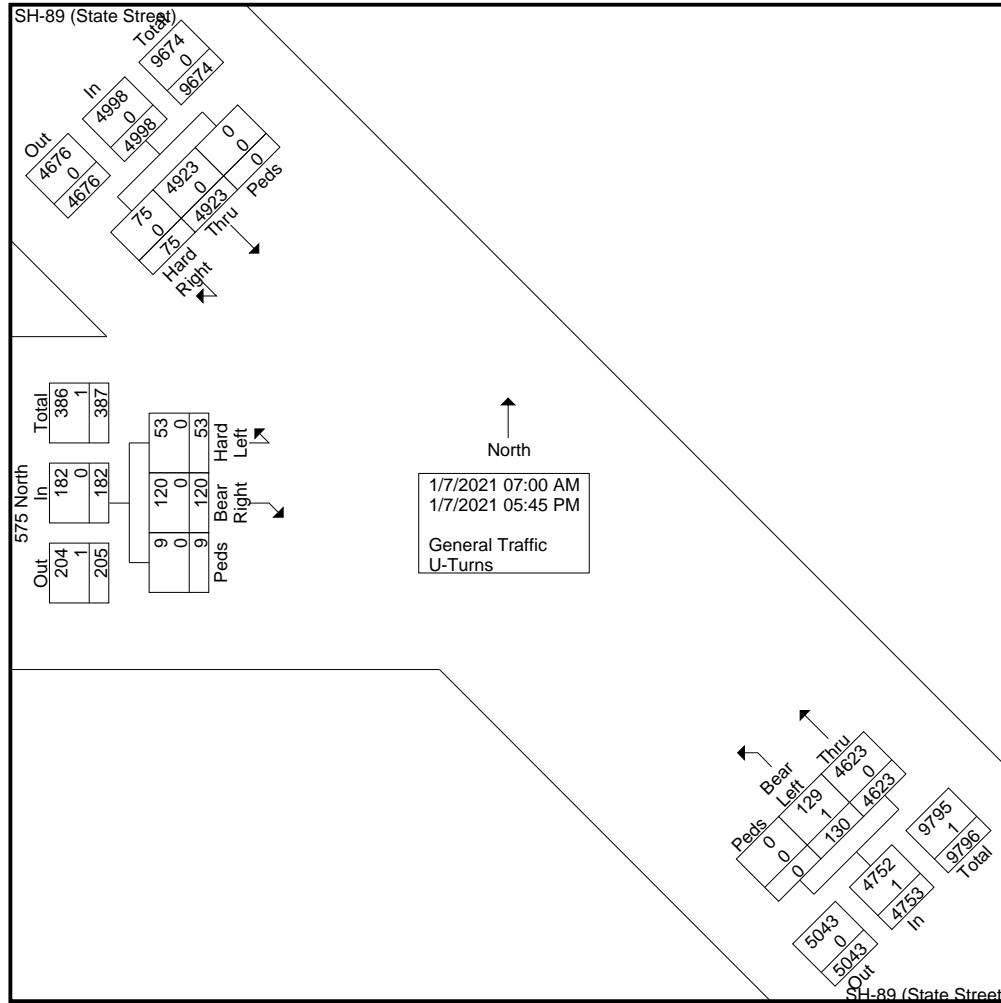 SH-89 (State Street)
Out
4676
0
4676
In
4998
0
4998
Total
9674
0
9674
75
0
75
Hard
Right
4923
0
4923
Thru
0
0
0
Peds
575 North
Out
204
1
205
In
182
0
182
Total
386
1
387
53
0
53
Hard
Left
120
0
120
Bear
Right
9
0
9
Peds
North
1/7/2021 07:00 AM
1/7/2021 05:45 PM
General Traffic
U-Turns
Thru
4623
0
4623
Bear
Left
129
1
130
Peds
0
0
0
9795
1
9796
Total
4752
1
4753
In
5043
0
5043
Out
SH-89 (State Street